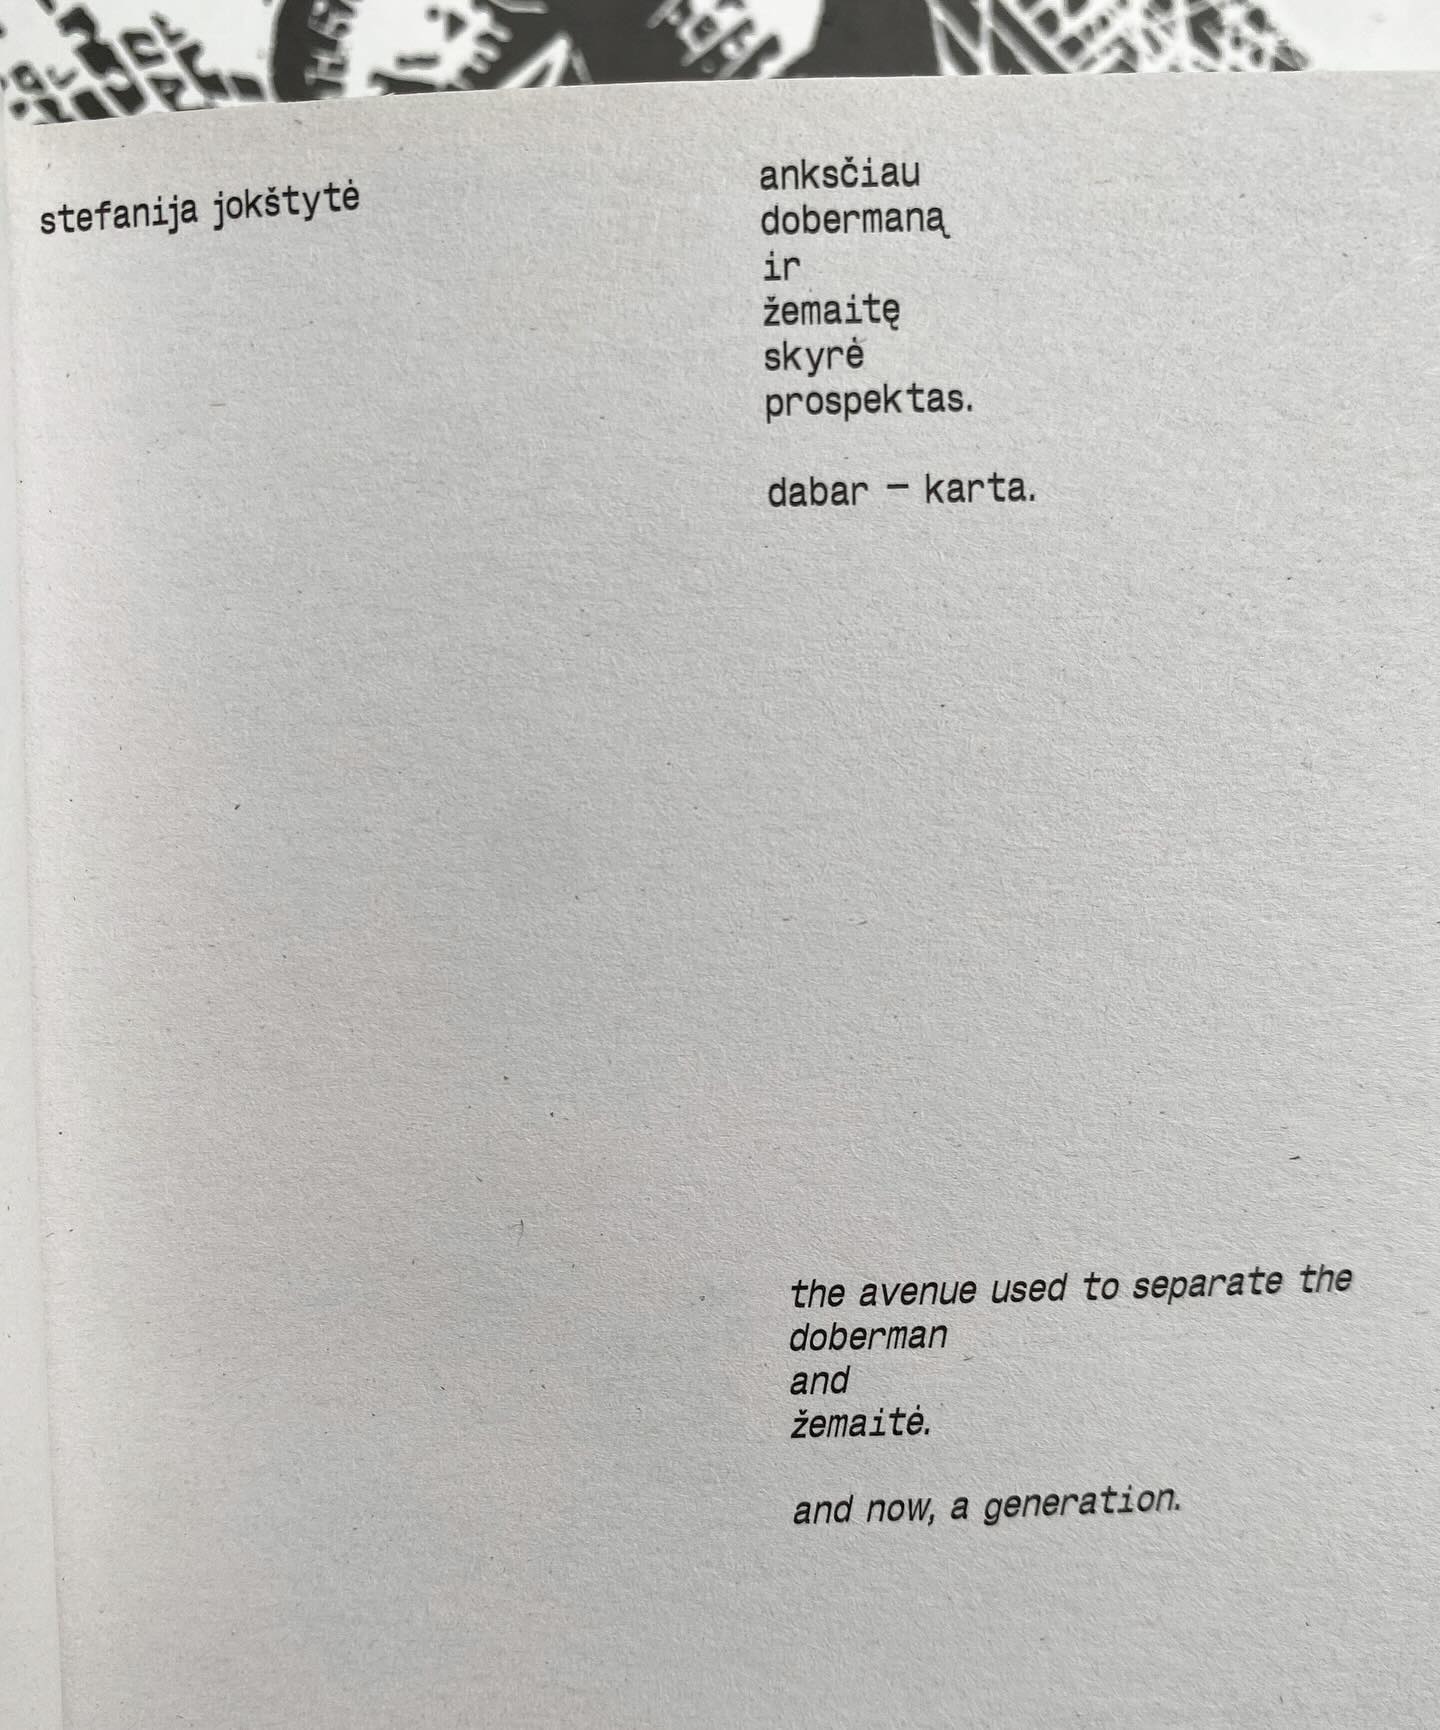 stefanija jokštytė
anksčiau
dobermaną
ir
žemaitę
skyrė
prospektas.
dabar – karta.
the avenue used to separate the
doberman
and
žemaitė.
and now, a generation.